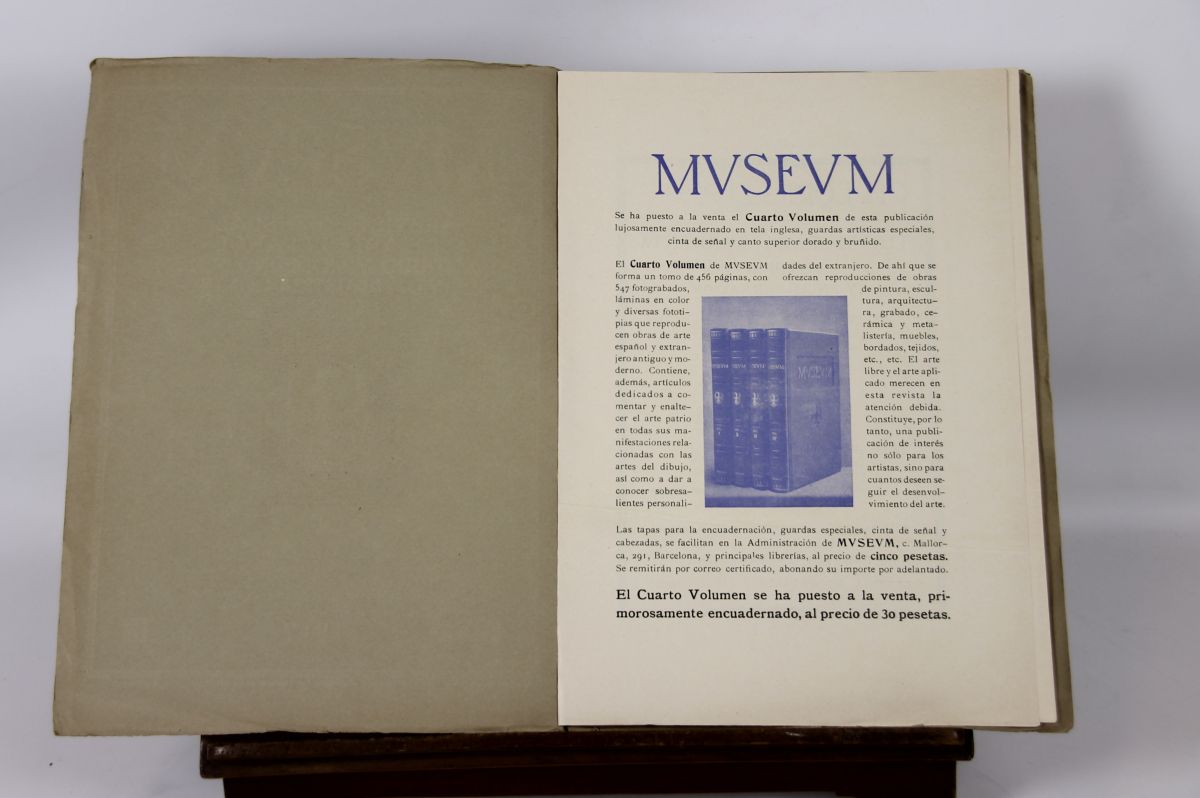 MVSEVM
Se ha puesto a la venta el Cuarto Volumen de esta publicación
lujosamente encuadernado en tela inglesa, guardas artísticas especiales,
cinta de señal y canto superior dorado y bruñido.
El Cuarto Volumen de MVSEVM
forma un tomo de 456 páginas, con
547 fotograbados,
láminas en color
y diversas fototi-
pias que reprodu-
cen obras de arte
español y extran-
jero antiguo y mo-
derno. Contiene,
además, artículos
dedicados a co-
mentar y enalte-
cer el arte patrio
en todas sus ma-
nifestaciones rela-
cionadas con las
artes del dibujo,
así como a dar a
conocer sobresa-
lientes personali-
dades del extranjero. De ahí que se
ofrezcan reproducciones de obras
de pintura, escul-
tura, arquitectu-
ra, grabado, ce-
rámica y meta-
listería, muebles,
bordados, tejidos,
etc., etc. El arte
libre y el arte apli-
cado merecen en
esta revista la
atención debida.
Constituye, por lo
tanto, una publi-
cación de interés
no sólo para los
artistas, sino para
cuantos deseen se-
guir el desenvol-
vimiento del arte.
MVSEVM
Las tapas para la encuadernación, guardas especiales, cinta de señal y
cabezadas, se facilitan en la Administración de MVSEVM, c. Mallor-
ca, 291, Barcelona, y principales librerías, al precio de cinco pesetas.
Se remitirán por correo certificado, abonando su importe por adelantado.
El Cuarto Volumen se ha puesto a la venta, pri-
morosamente encuadernado, al precio de 30 pesetas.